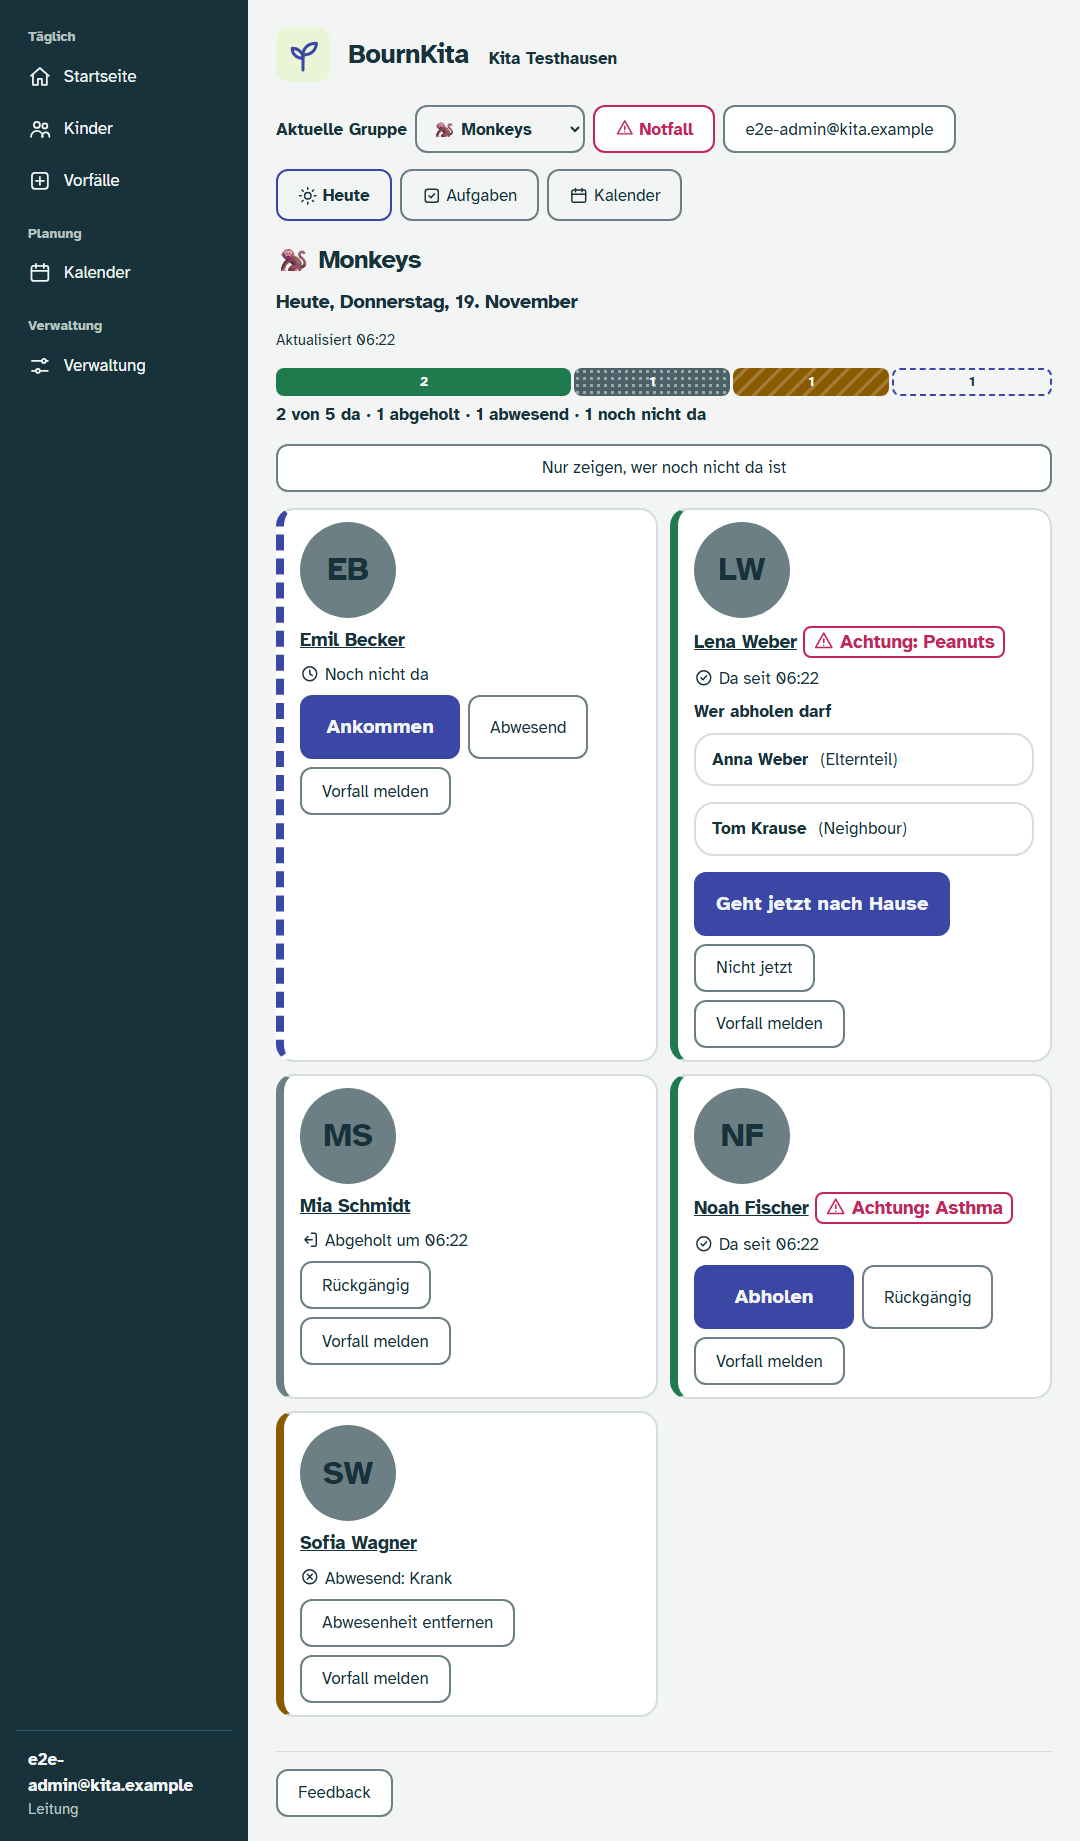 Täglich
Startseite
Kinder
Vorfälle
Planung
Kalender
Verwaltung
Verwaltung
e2e-
admin@kita.example
Leitung
BournKita Kita Testhausen
Aktuelle Gruppe Monkeys Notfall e2e-admin@kita.example
Heute Aufgaben Kalender
Monkeys
Heute, Donnerstag, 19. November
Aktualisiert 06:22
2 1 1 1
2 von 5 da · 1 abgeholt · 1 abwesend · 1 noch nicht da
Nur zeigen, wer noch nicht da ist
EB
Emil Becker
Noch nicht da
Ankommen Abwesend
Vorfall melden
LW
Lena Weber Achtung: Peanuts
Da seit 06:22
Wer abholen darf
Anna Weber (Elternteil)
Tom Krause (Neighbour)
Geht jetzt nach Hause
Nicht jetzt
Vorfall melden
MS
Mia Schmidt
Abgeholt um 06:22
Rückgängig
Vorfall melden
NF
Noah Fischer Achtung: Asthma
Da seit 06:22
Abholen Rückgängig
Vorfall melden
SW
Sofia Wagner
Abwesend: Krank
Abwesenheit entfernen
Vorfall melden
Feedback